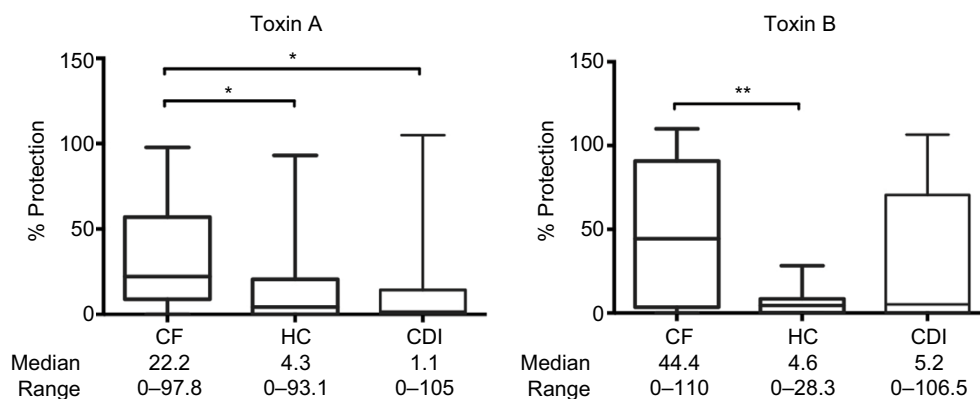 Toxin A
% Protection
150
100
50
0
*
*
CF HC CDI
Median 22.2 4.3 1.1
Range 0–97.8 0–93.1 0–105
Toxin B
% Protection
150
100
50
0
**
CF HC CDI
Median 44.4 4.6 5.2
Range 0–110 0–28.3 0–106.5